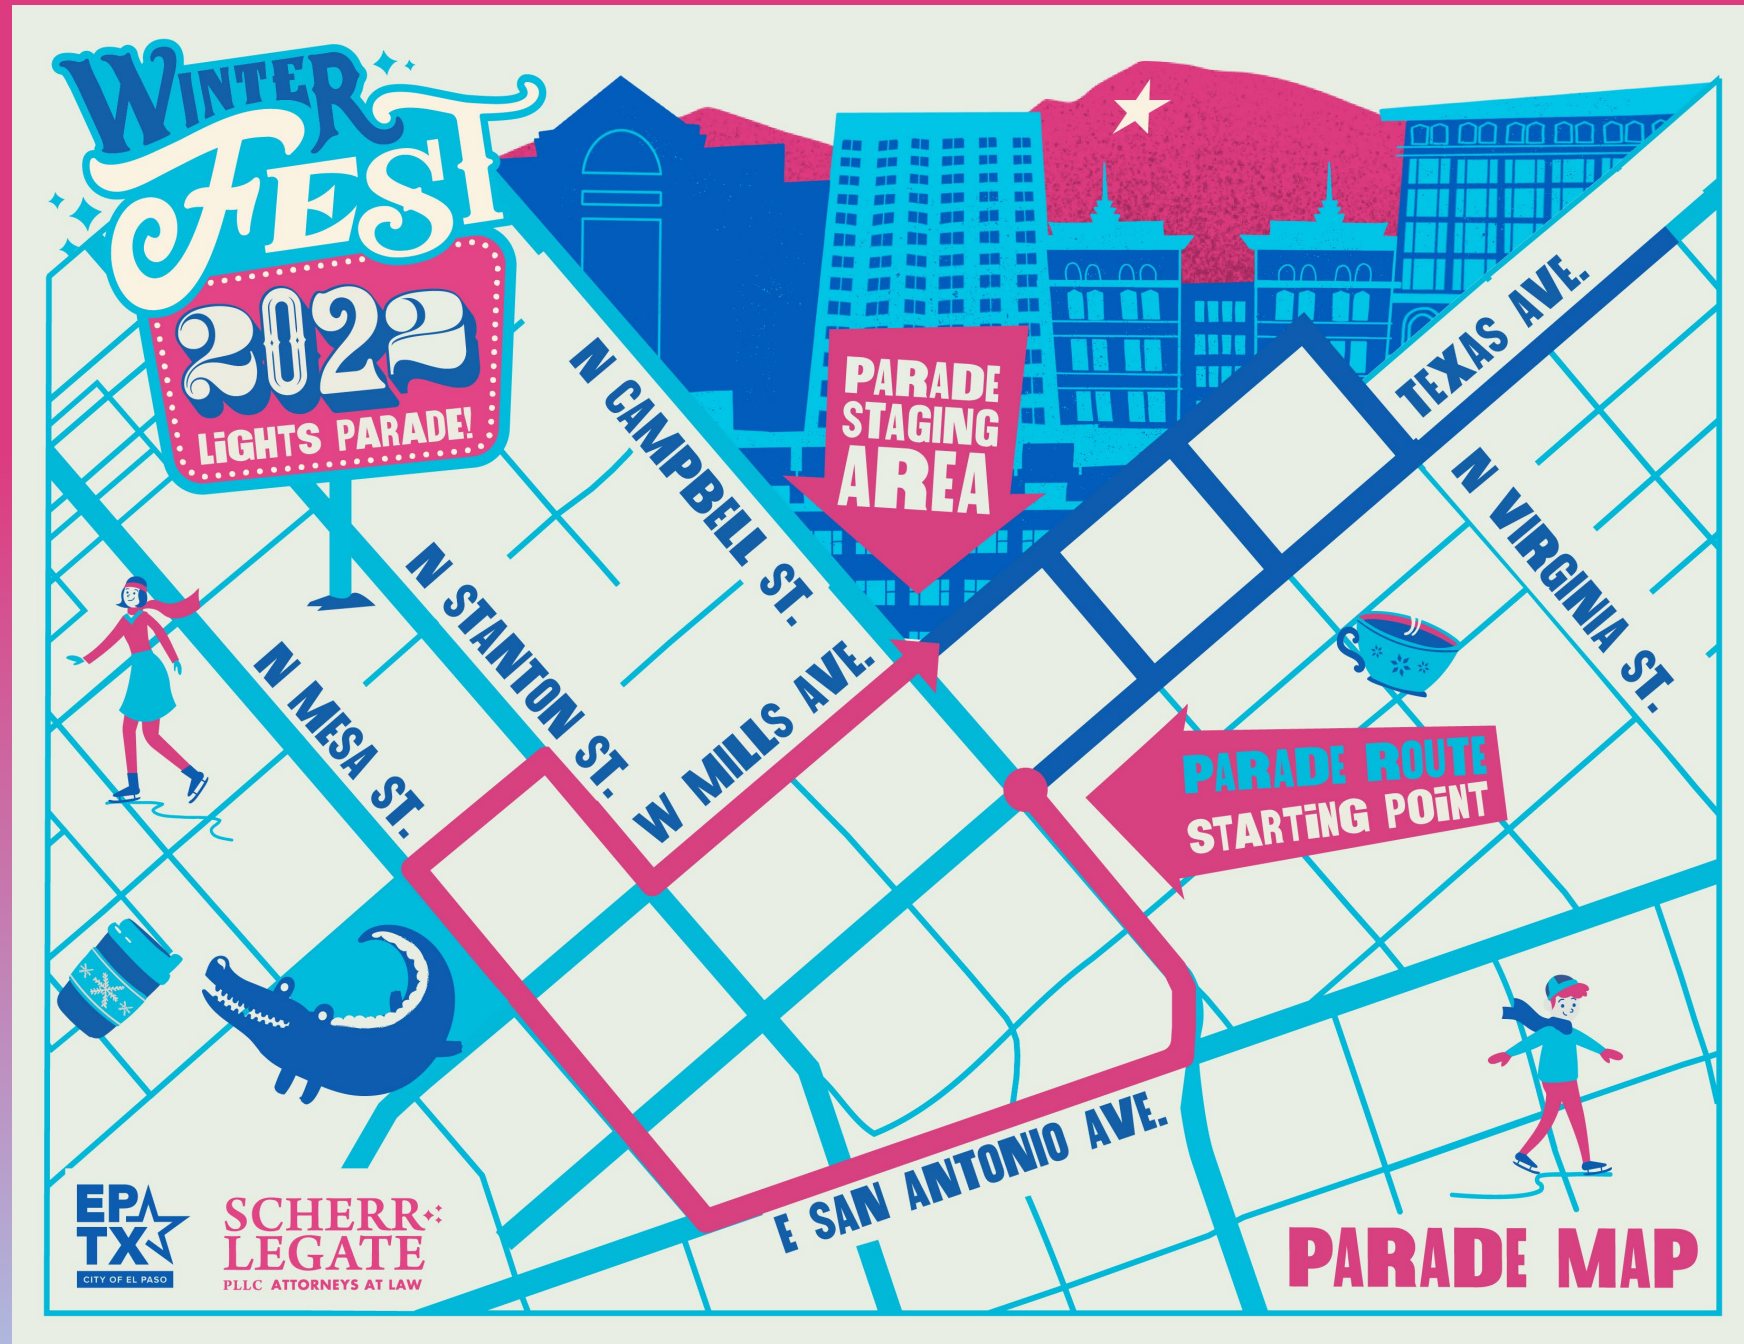 WINTER
FEST
2022
LiGHTS PARADE!
N CAMPBELL ST.
PARADE
STAGING
AREA
TEXAS AVE.
N VIRGINIA ST.
N STANTON ST.
N MESA ST.
W MILLS AVE.
PARADE ROUTE
STARTiNG POiNT
E SAN ANTONIO AVE.
EP
TX
CITY OF EL PASO
SCHERR
LEGATE
PLLC ATTORNEYS AT LAW
PARADE MAP